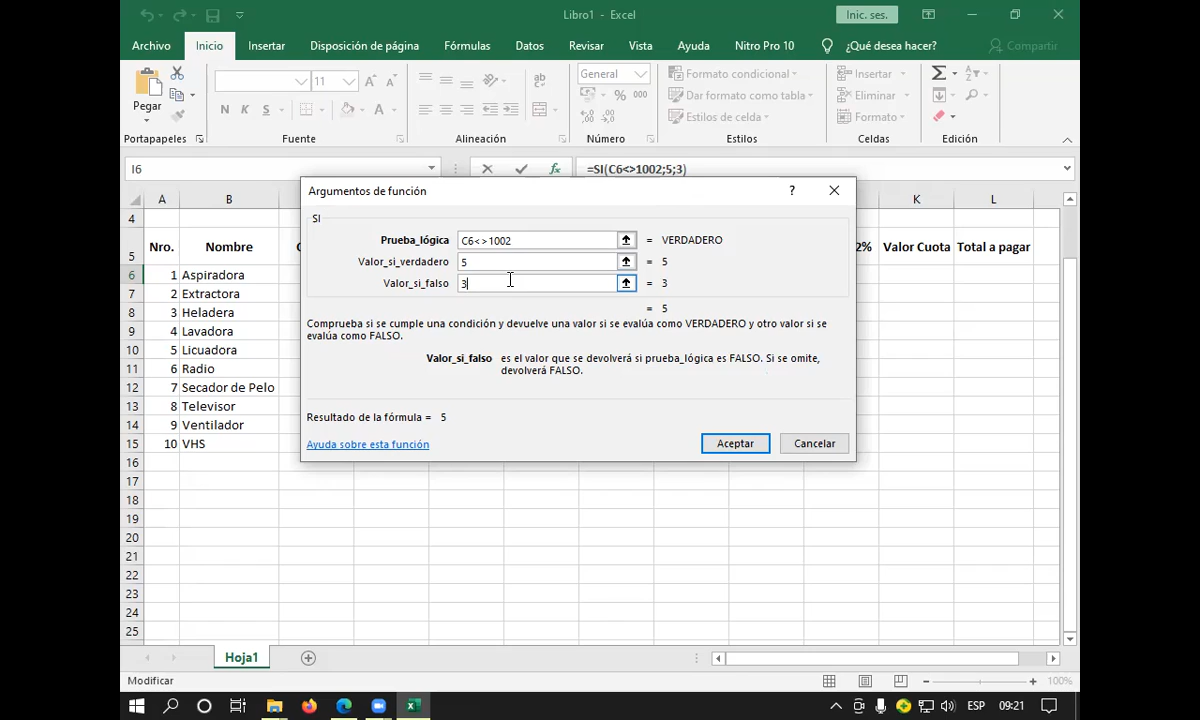 Libro1 - Excel
Inic. ses.
Archivo Inicio Insertar Disposición de página Fórmulas Datos Revisar Vista Ayuda Nitro Pro 10 ¿Qué desea hacer? Compartir
Pegar
11
N K S
A A
ab
General
% 000
Formato condicional
Dar formato como tabla
Estilos de celda
Insertar
Eliminar
Formato
Portapapeles Fuente Alineación Número Estilos Celdas Edición
I6 fx =SI(C6<>1002;5;3)
Argumentos de función ?
SI
Prueba_lógica C6<>1002 = VERDADERO
Valor_si_verdadero 5 = 5
Valor_si_falso 3 = 3
= 5
Comprueba si se cumple una condición y devuelve una valor si se evalúa como VERDADERO y otro valor si se
evalúa como FALSO.
Valor_si_falso es el valor que se devolverá si prueba_lógica es FALSO. Si se omite,
devolverá FALSO.
Resultado de la fórmula = 5
Ayuda sobre esta función Aceptar Cancelar
A B K L
4
5 Nro. Nombre C 2% Valor Cuota Total a pagar
6 1 Aspiradora
7 2 Extractora
8 3 Heladera
9 4 Lavadora
10 5 Licuadora
11 6 Radio
12 7 Secador de Pelo
13 8 Televisor
14 9 Ventilador
15 10 VHS
16
17
18
19
20
21
22
23
24
25
Hoja1
Modificar 100%
ESP 09:21